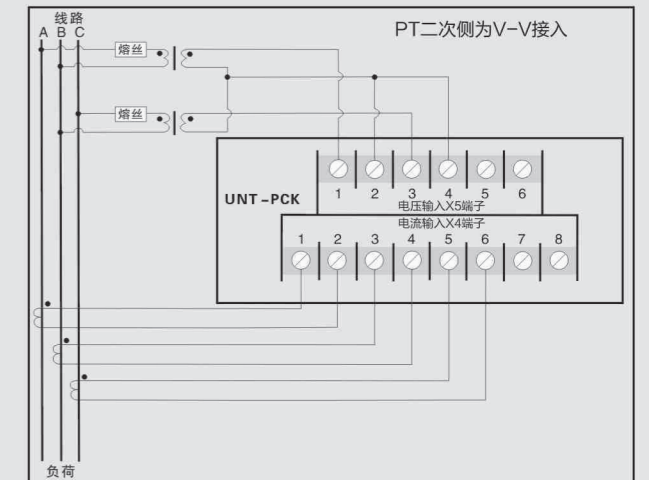 线路
A B C
PT二次侧为V-V接入
熔丝
熔丝
UNT-PCK
1 2 3 4 5 6
电压输入X5端子
电流输入X4端子
1 2 3 4 5 6 7 8
负荷